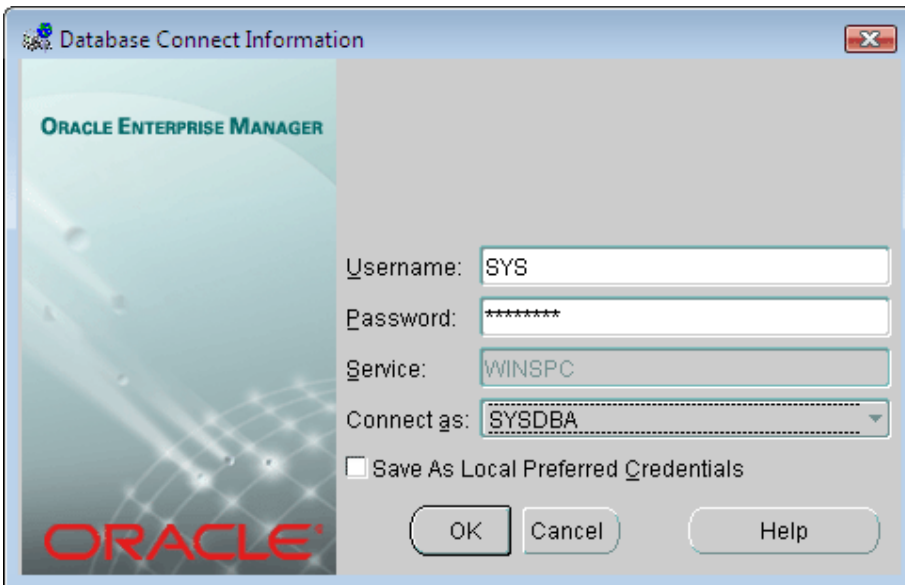 Database Connect Information
ORACLE ENTERPRISE MANAGER
Username: SYS
Password: ********
Service: WINSPC
Connect as: SYSDBA
Save As Local Preferred Credentials
OK Cancel Help
ORACLE